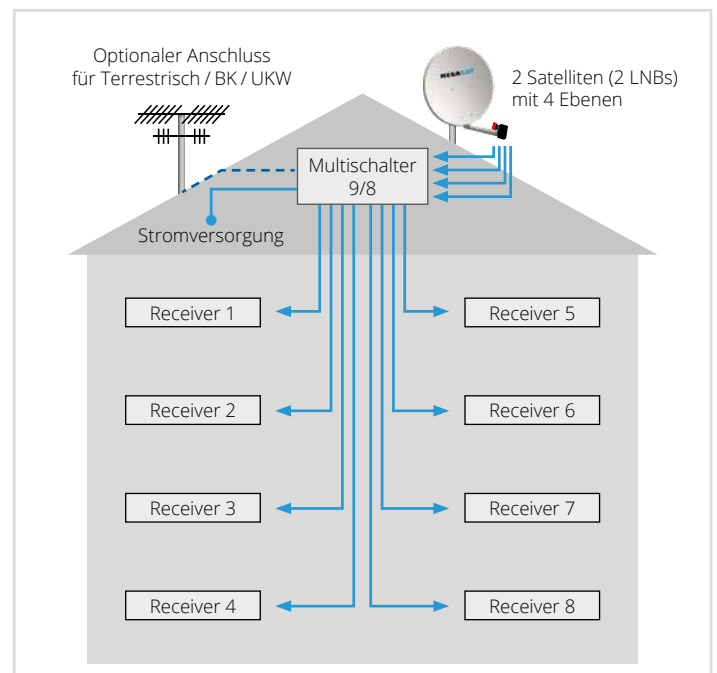 Optionaler Anschluss
für Terrestrisch / BK / UKW
MEGASAT
2 Satelliten (2 LNBs)
mit 4 Ebenen
Multischalter
9/8
Stromversorgung
Receiver 1
Receiver 5
Receiver 2
Receiver 6
Receiver 3
Receiver 7
Receiver 4
Receiver 8